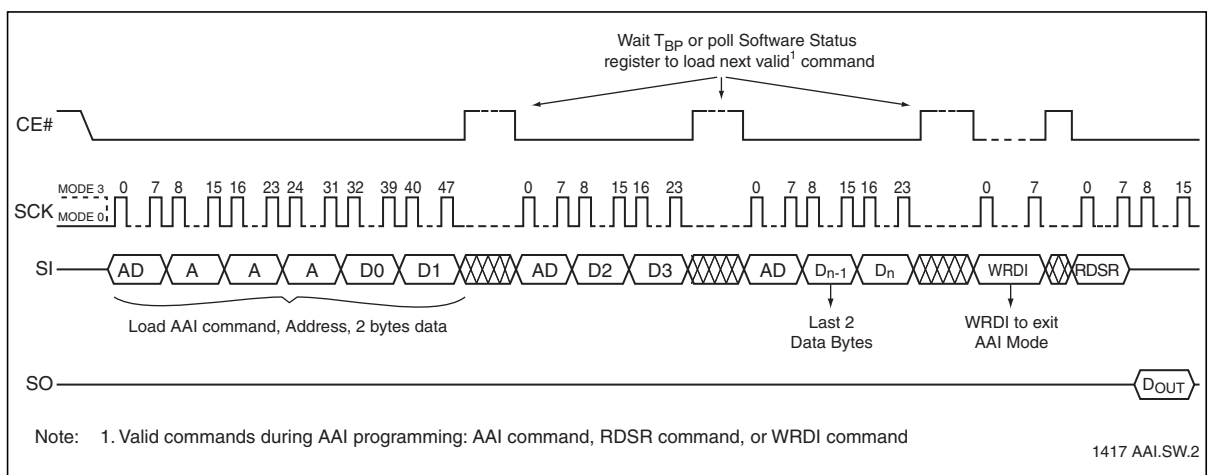 Wait TBP or poll Software Status
register to load next valid1 command
CE#
MODE 3 0 7 8 15 16 23 24 31 32 39 40 47 0 7 8 15 16 23 0 7 8 15 16 23 0 7 0 7 8 15
SCK
MODE 0
SI AD A A A D0 D1 AD D2 D3 AD Dn-1 Dn WRDI RDSR
Load AAI command, Address, 2 bytes data
Last 2
Data Bytes
WRDI to exit
AAI Mode
SO DOUT
Note: 1. Valid commands during AAI programming: AAI command, RDSR command, or WRDI command
1417 AAI.SW.2